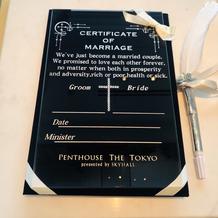 CERTIFICATE OF
MARRIAGE
We've just become a married couple.
We promised to love each other forever,
no matter when both in prosperity
and adversity,rich or poor,health or sick.
Groom Bride
Date
Minister
PENTHOUSE THE TOKYO
presented by SKYHALL